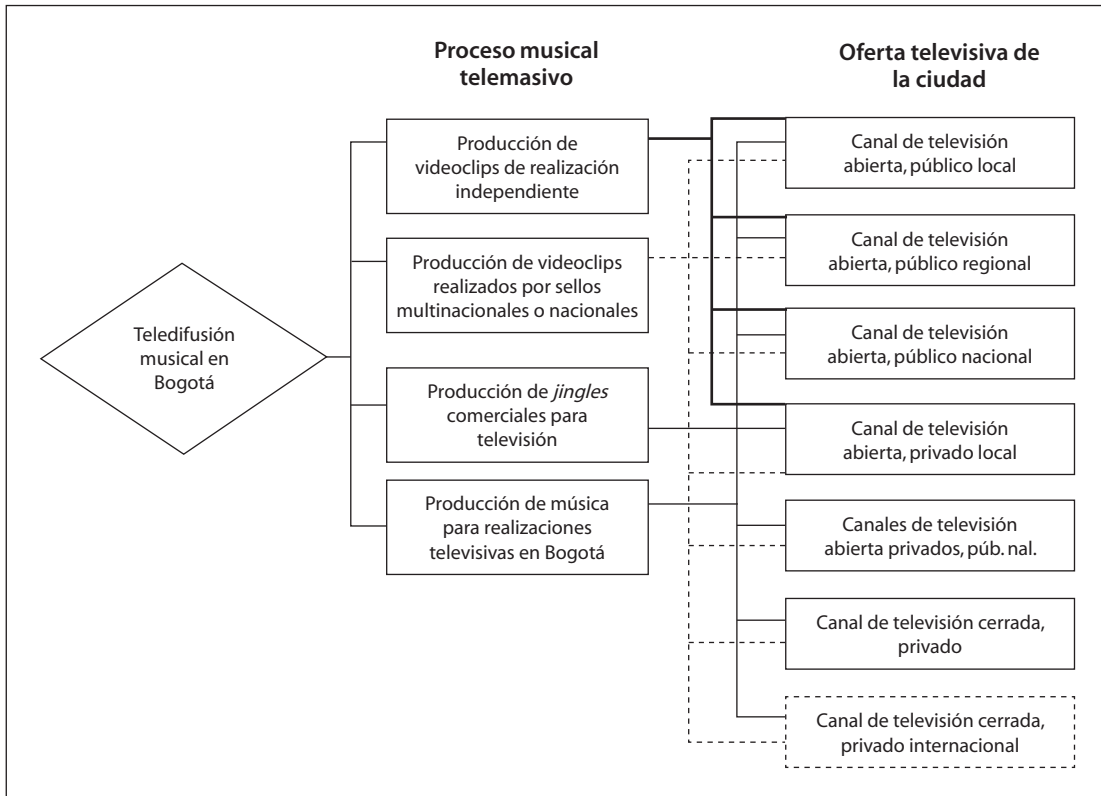 Proceso musical
telemasivo
Oferta televisiva de
la ciudad
Teledifusión
musical en
Bogotá
Producción de
videoclips de realización
independiente
Producción de videoclips
realizados por sellos
multinacionales o nacionales
Producción de jingles
comerciales para
televisión
Producción de música
para realizaciones
televisivas en Bogotá
Canal de televisión
abierta, público local
Canal de televisión
abierta, público regional
Canal de televisión
abierta, público nacional
Canal de televisión
abierta, privado local
Canales de televisión
abierta privados, púb. nal.
Canal de televisión cerrada,
privado
Canal de televisión cerrada,
privado internacional